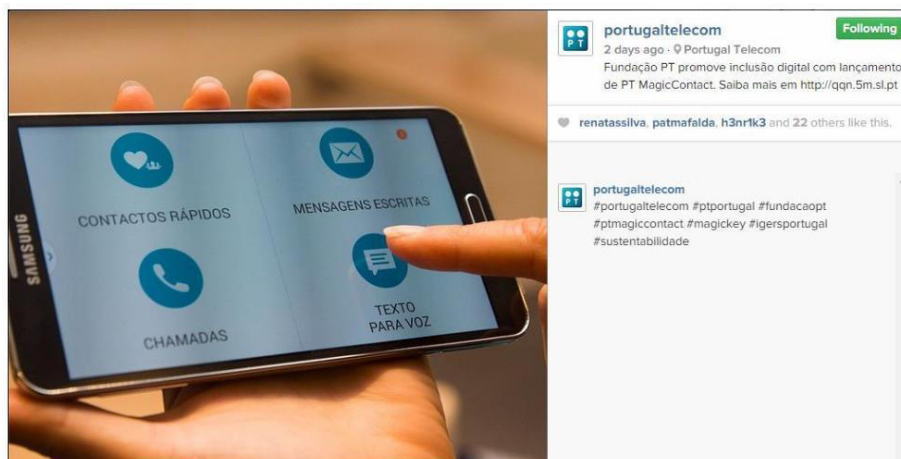 SAMSUNG
CONTACTOS RÁPIDOS
MENSAGENS ESCRITAS
CHAMADAS
TEXTO
PARA VOZ
PT
portugaltelecom
Following
2 days ago · Portugal Telecom
Fundação PT promove inclusão digital com lançamento
de PT MagicContact. Saiba mais em http://qqn.5m.sl.pt
renatassilva, patmafalda, h3nr1k3 and 22 others like this.
PT
portugaltelecom
#portugaltelecom #ptportugal #fundacaopt
#ptmagiccontact #magickey #igersportugal
#sustentabilidade